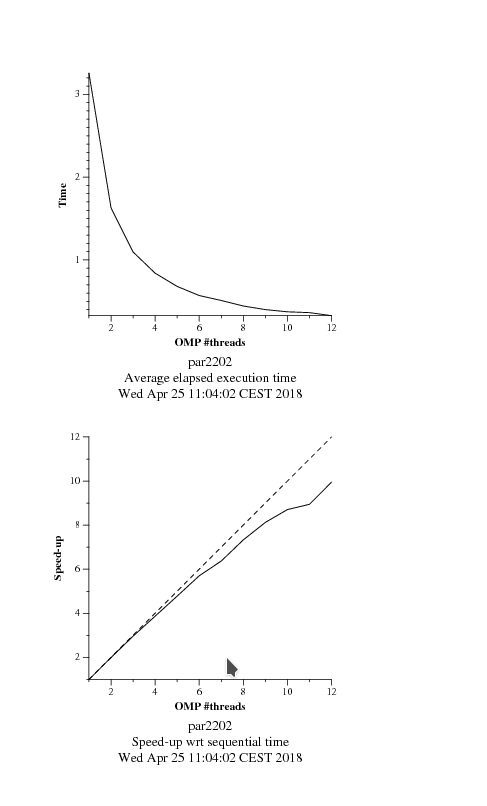 3
2
1
Time
2 4 6 8 10 12
OMP #threads
par2202
Average elapsed execution time
Wed Apr 25 11:04:02 CEST 2018
12
10
8
6
4
2
Speed-up
2 4 6 8 10 12
OMP #threads
par2202
Speed-up wrt sequential time
Wed Apr 25 11:04:02 CEST 2018